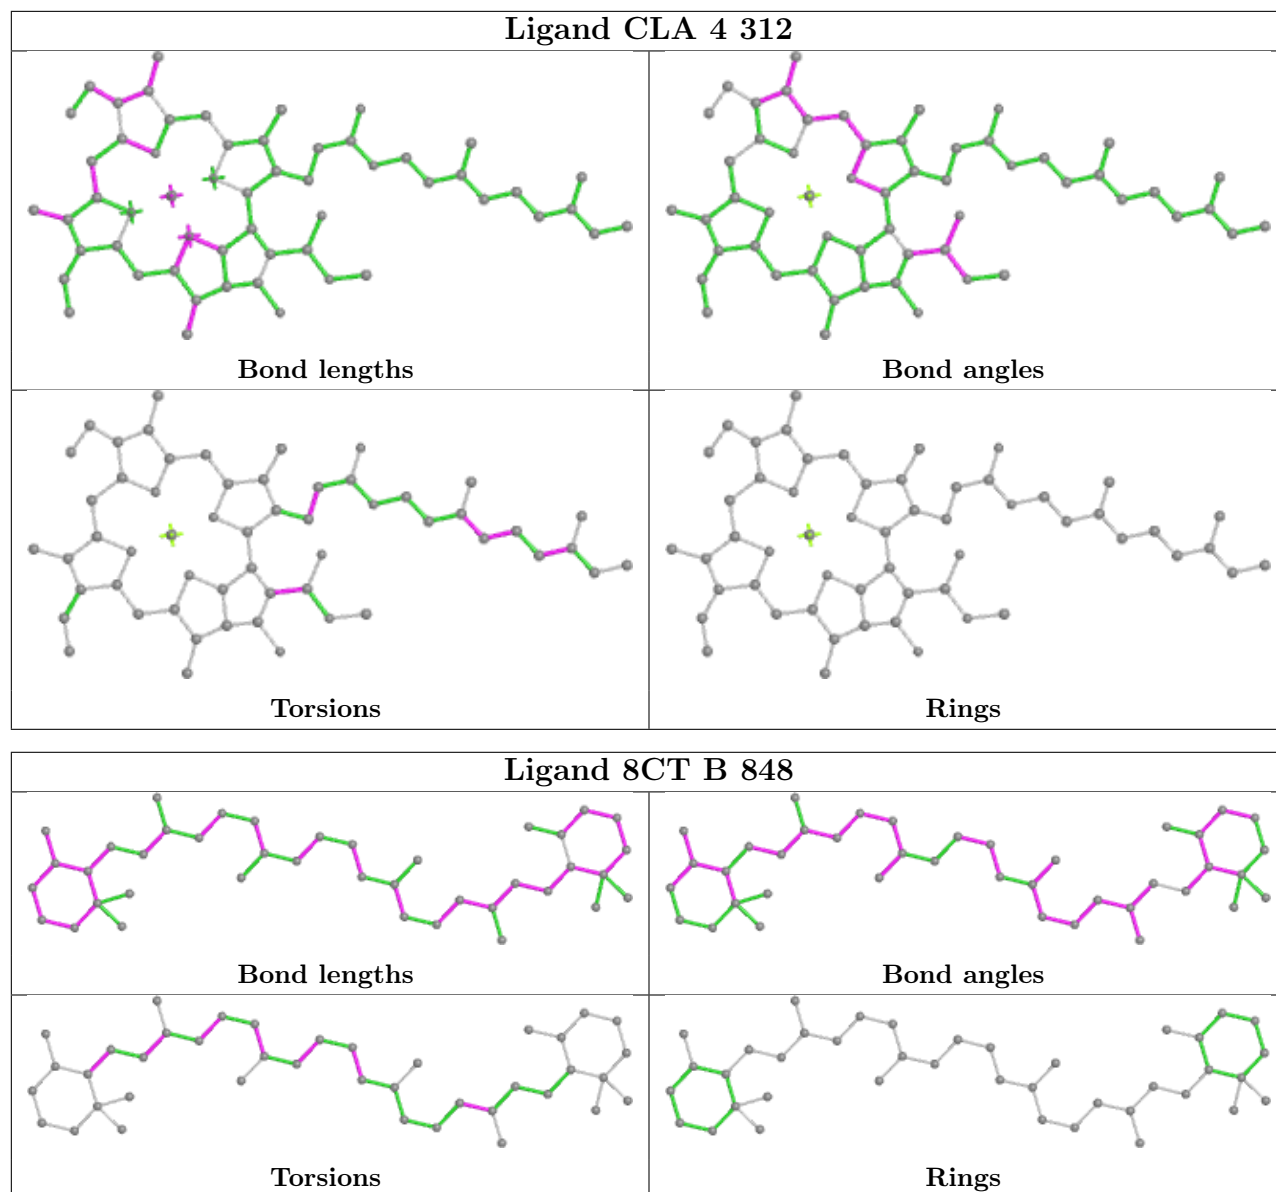 Ligand CLA 4 312
Bond lengths
Bond angles
Torsions
Rings
Ligand 8CT B 848
Bond lengths
Bond angles
Torsions
Rings